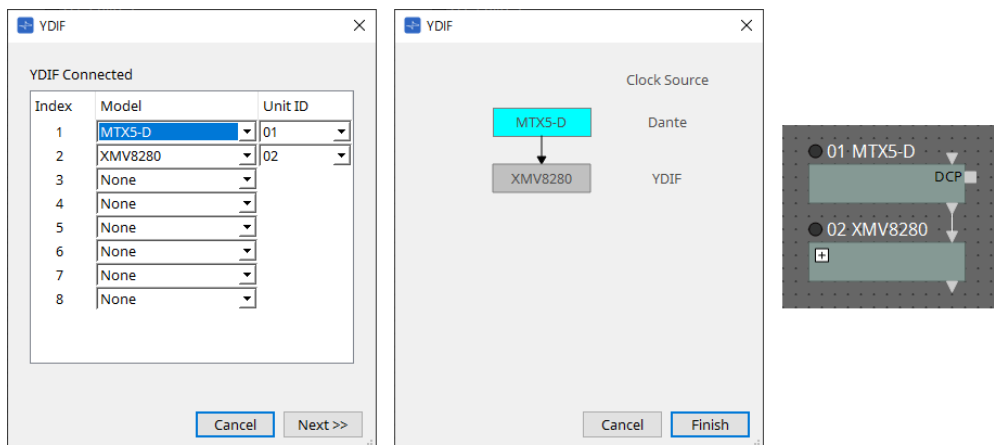 YDIF
YDIF Connected
Index Model Unit ID
1 MTX5-D 01
2 XMV8280 02
3 None
4 None
5 None
6 None
7 None
8 None
Cancel Next >>
YDIF
Clock Source
MTX5-D Dante
XMV8280 YDIF
Cancel Finish
01 MTX5-D
DCP
02 XMV8280